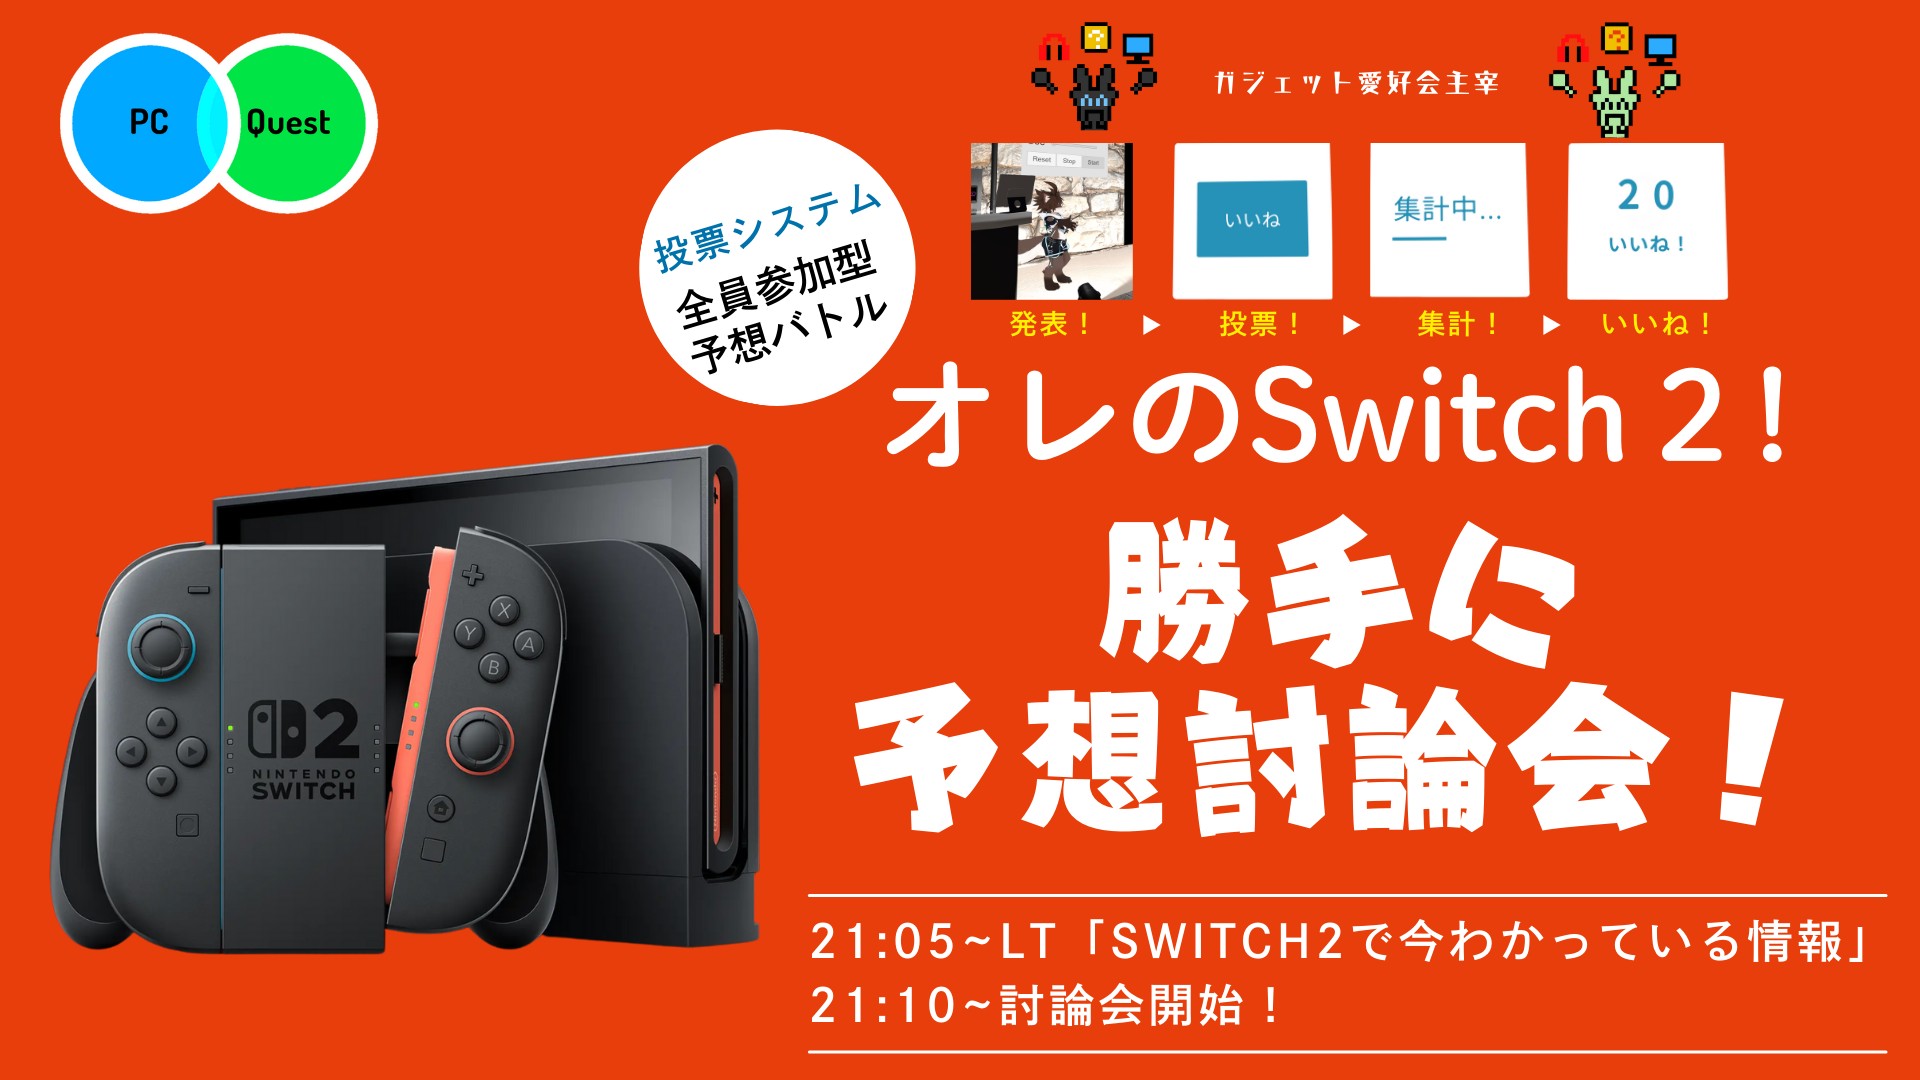 PC
Quest
ガジェット愛好会主宰
Reset
Stop
Start
いいね
集計中...
20
いいね！
発表！
投票！
集計！
いいね！
投票システム
全員参加型
予想バトル
オレのSwitch 2！
勝手に
予想討論会！
X
Y
A
B
2
NINTENDO
SWITCH
21:05~LT「SWITCH2で今わかっている情報」
21:10~討論会開始！